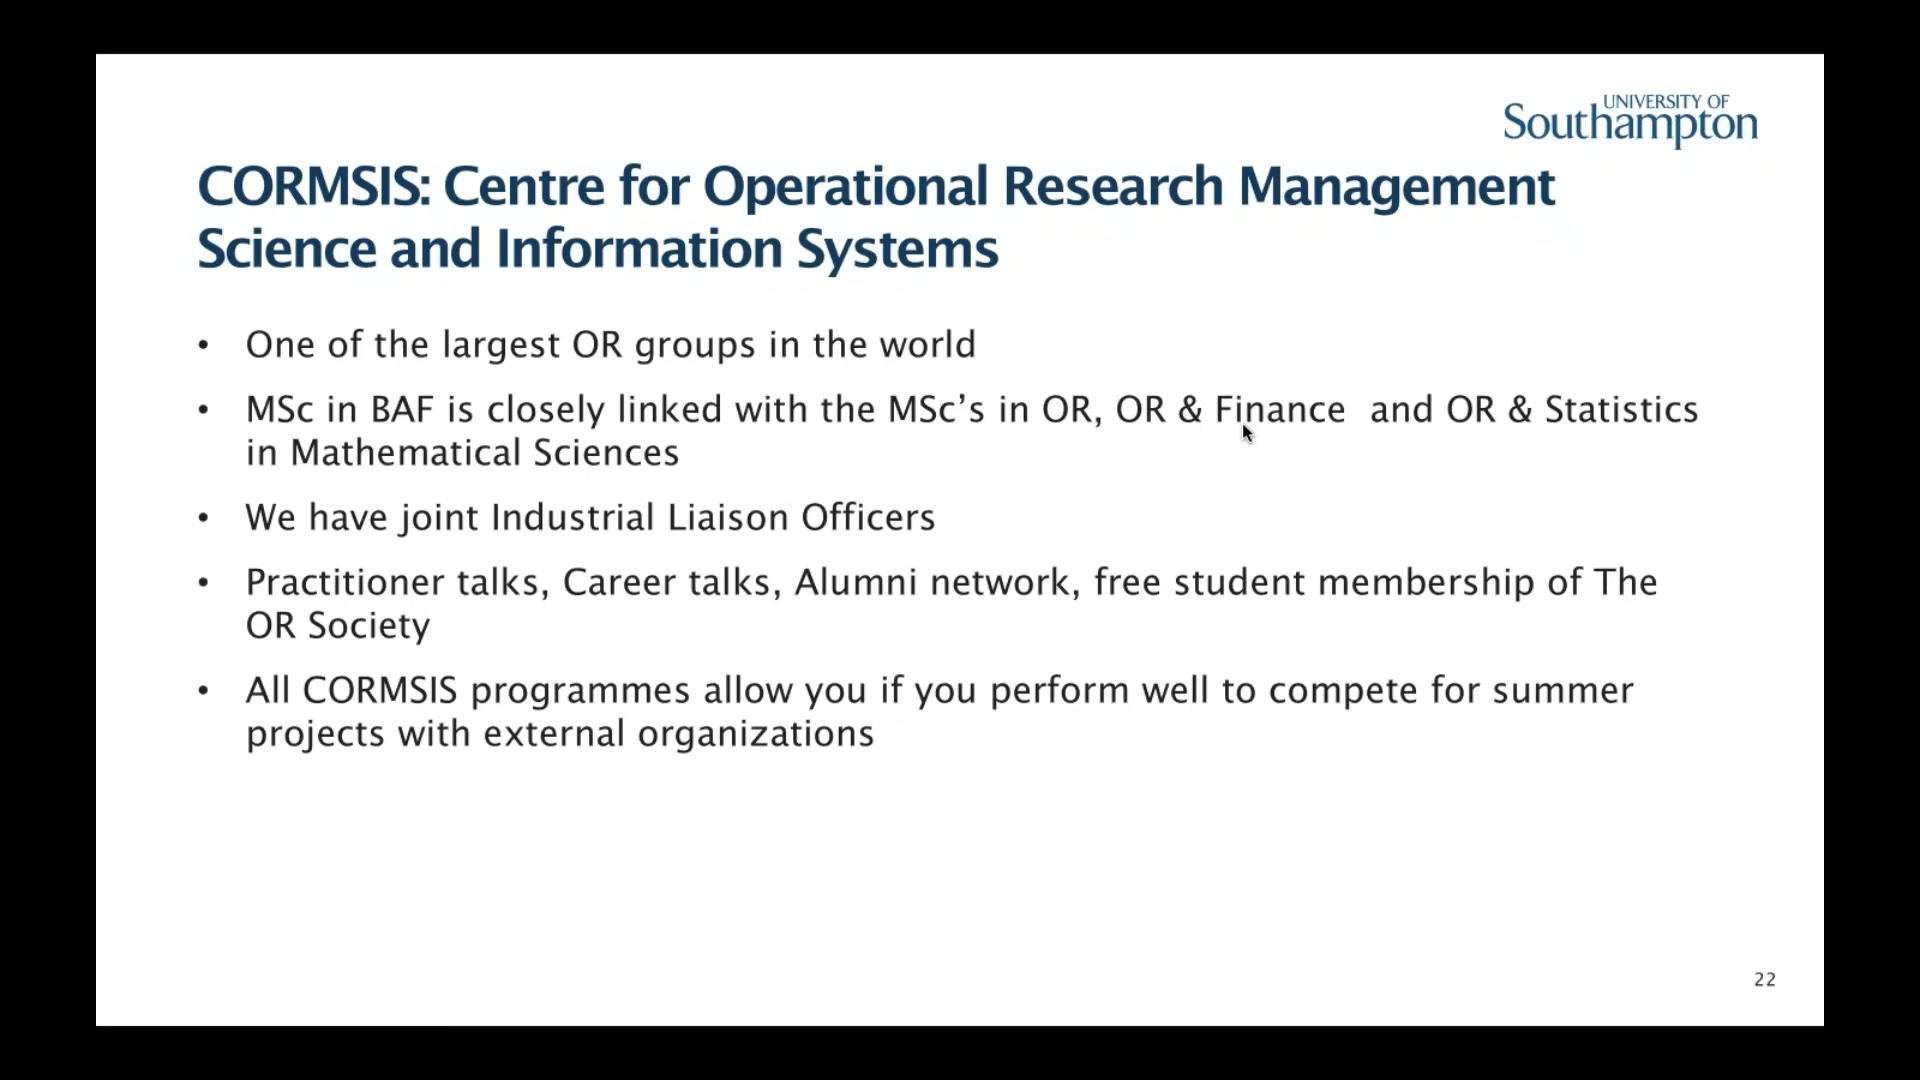 UNIVERSITY OF
Southampton
CORMSIS: Centre for Operational Research Management
Science and Information Systems
• One of the largest OR groups in the world
• MSc in BAF is closely linked with the MSc’s in OR, OR & Finance  and OR & Statistics
in Mathematical Sciences
• We have joint Industrial Liaison Officers
• Practitioner talks, Career talks, Alumni network, free student membership of The
OR Society
• All CORMSIS programmes allow you if you perform well to compete for summer
projects with external organizations
22